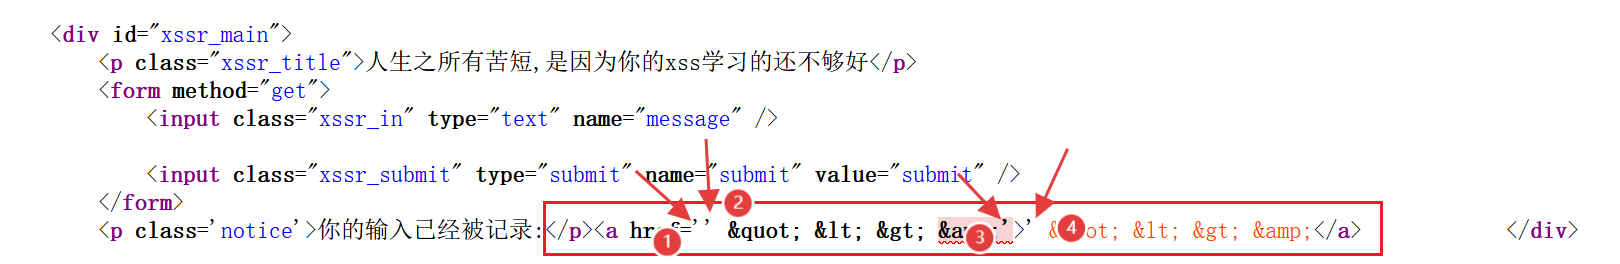 <div id="xssr_main">
<p class="xssr_title">人生之所有苦短,是因为你的xss学习的还不够好</p>
<form method="get">
<input class="xssr_in" type="text" name="message" />
<input class="xssr_submit" type="submit" name="submit" value="submit" />
</form>
<p class='notice'>你的输入已经被记录:</p><a href='' &quot; &lt; &gt; '>' &lt; &gt; &amp;</a> </div>
1 2 3 4